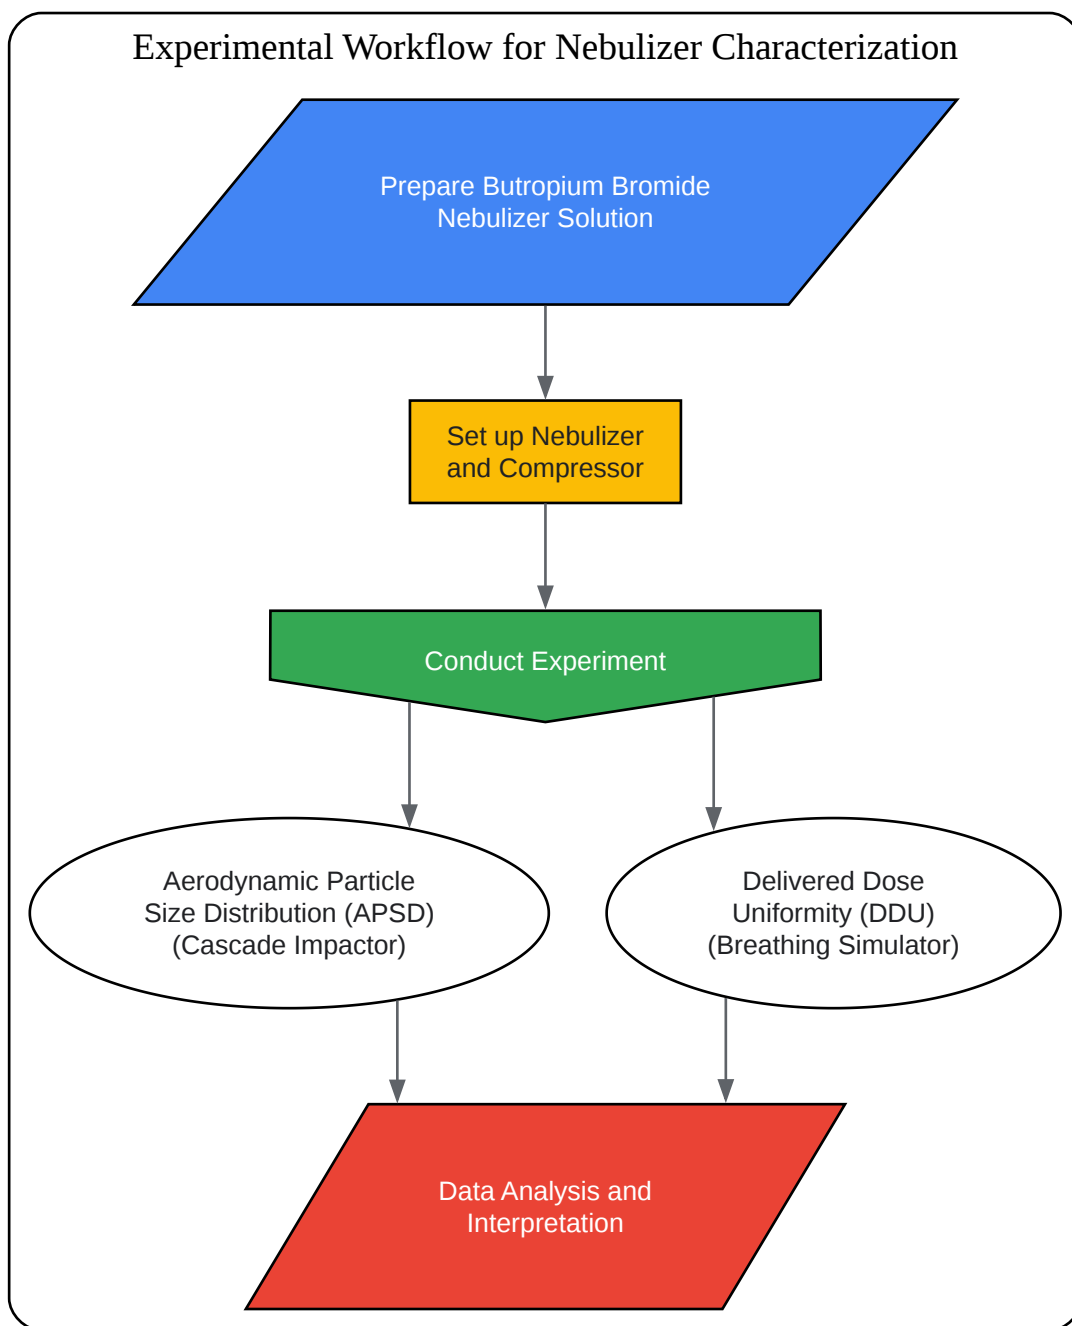 Experimental Workflow for Nebulizer Characterization
Prepare Butropium Bromide
Nebulizer Solution
Set up Nebulizer
and Compressor
Conduct Experiment
Aerodynamic Particle
Size Distribution (APSD)
(Cascade Impactor)
Delivered Dose
Uniformity (DDU)
(Breathing Simulator)
Data Analysis and
Interpretation